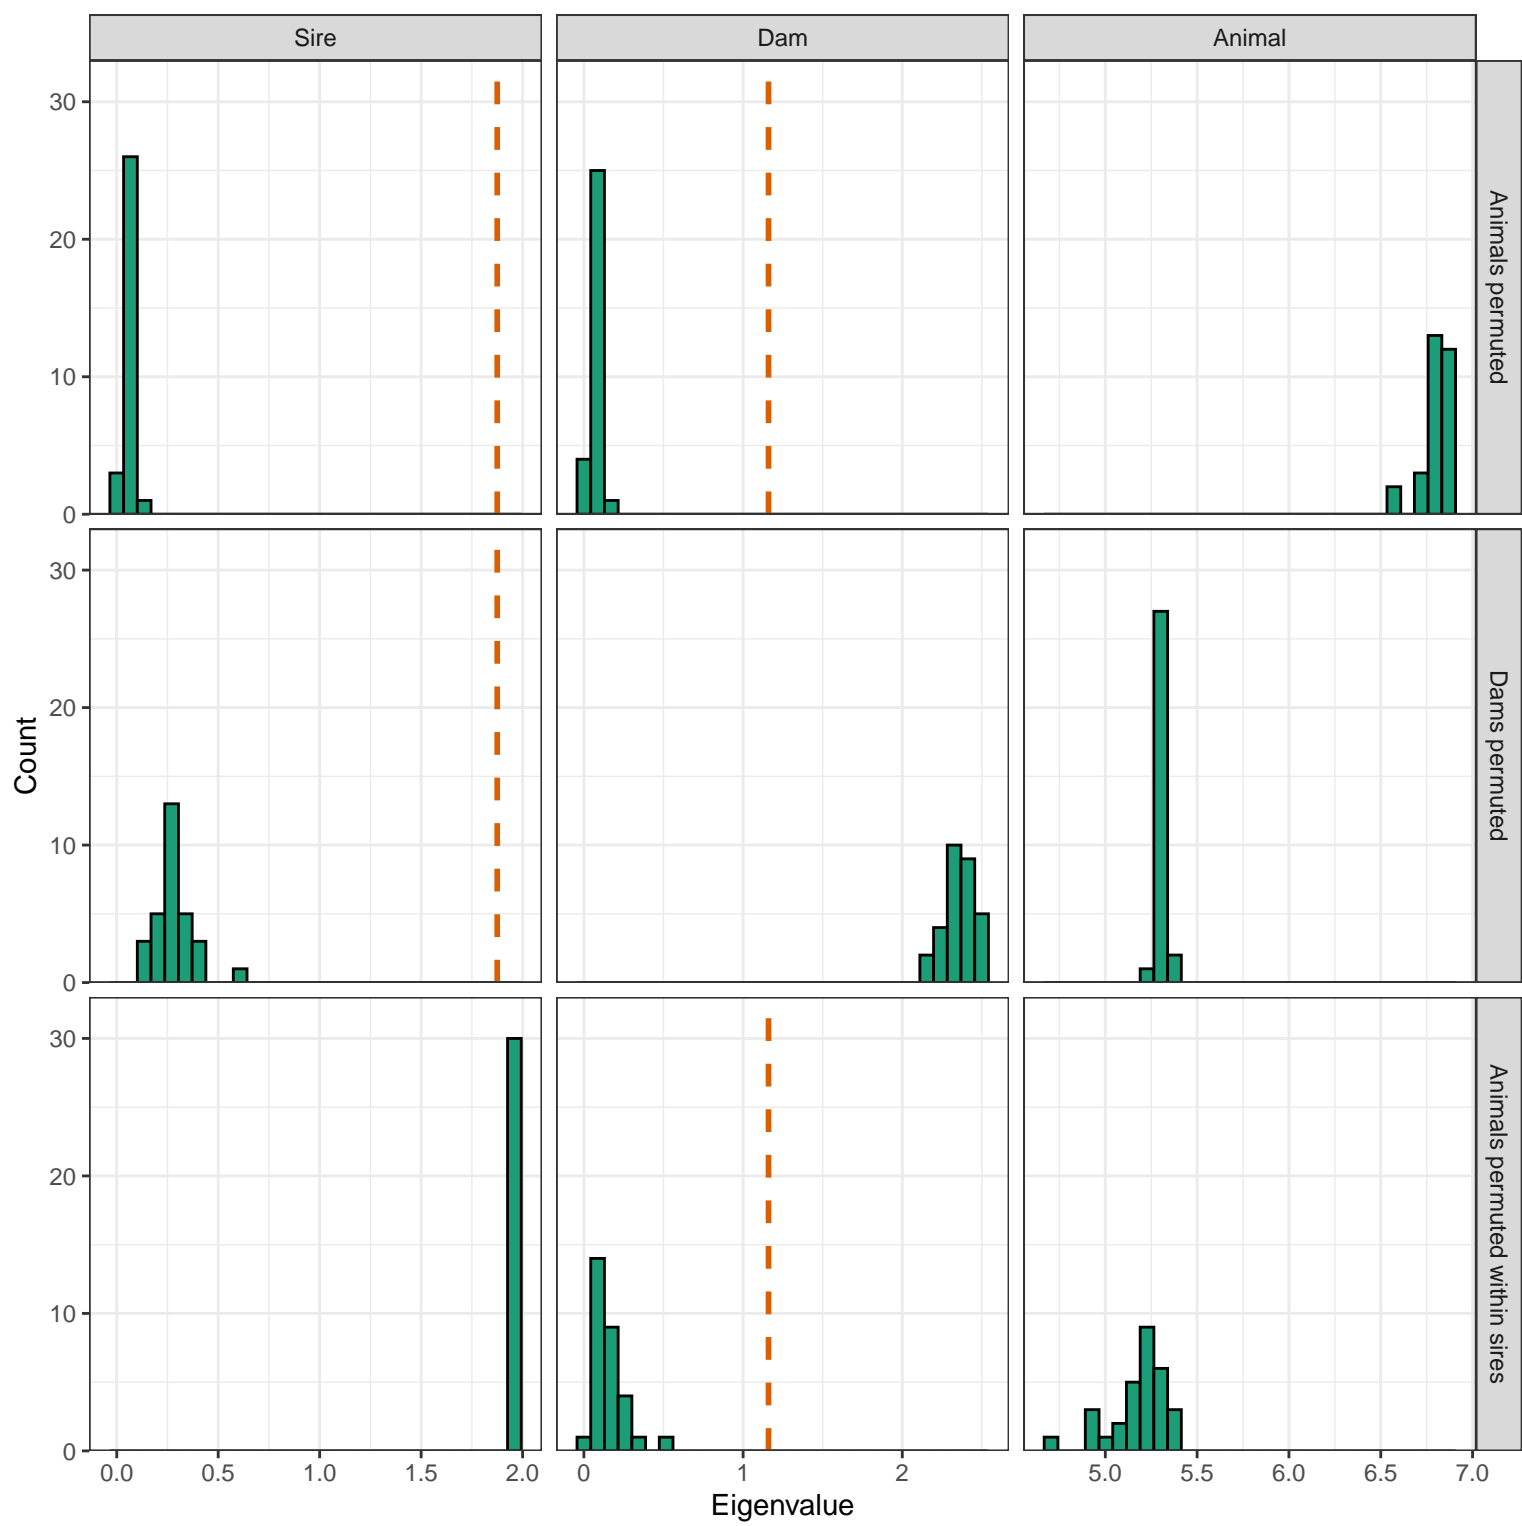 Sire Dam Animal
30
20
10
0
Animals permuted
30
20
10
0
Dams permuted
30
20
10
0
Animals permuted within sires
Count
0.0 0.5 1.0 1.5 2.0 0 1 2 5.0 5.5 6.0 6.5 7.0
Eigenvalue